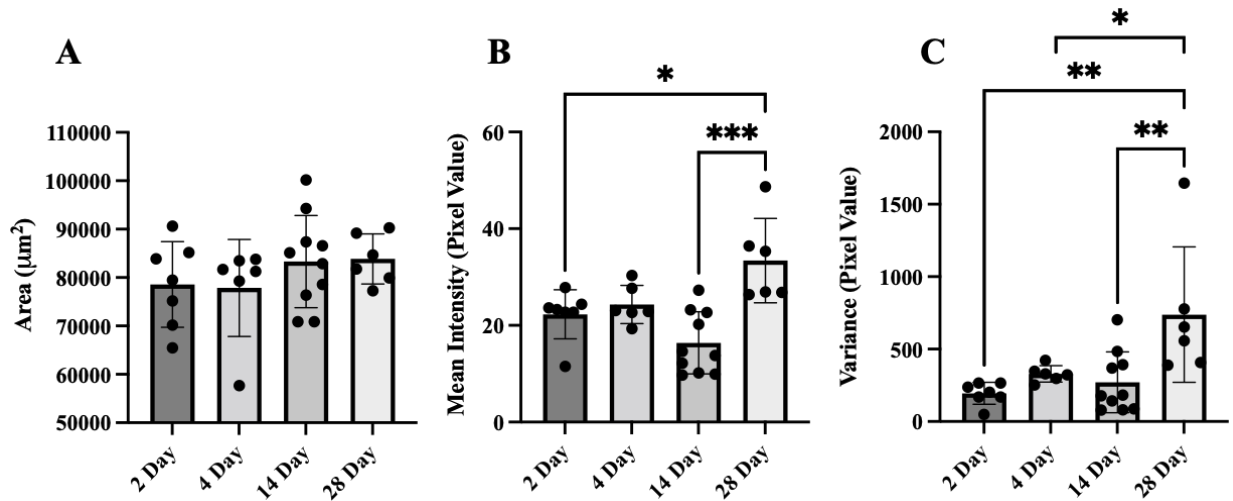 A
Area (μm²)
110000
100000
90000
80000
70000
60000
50000
2 Day
4 Day
14 Day
28 Day
B
*
***
Mean Intensity (Pixel Value)
60
40
20
0
2 Day
4 Day
14 Day
28 Day
C
*
**
**
Variance (Pixel Value)
2000
1500
1000
500
0
2 Day
4 Day
14 Day
28 Day